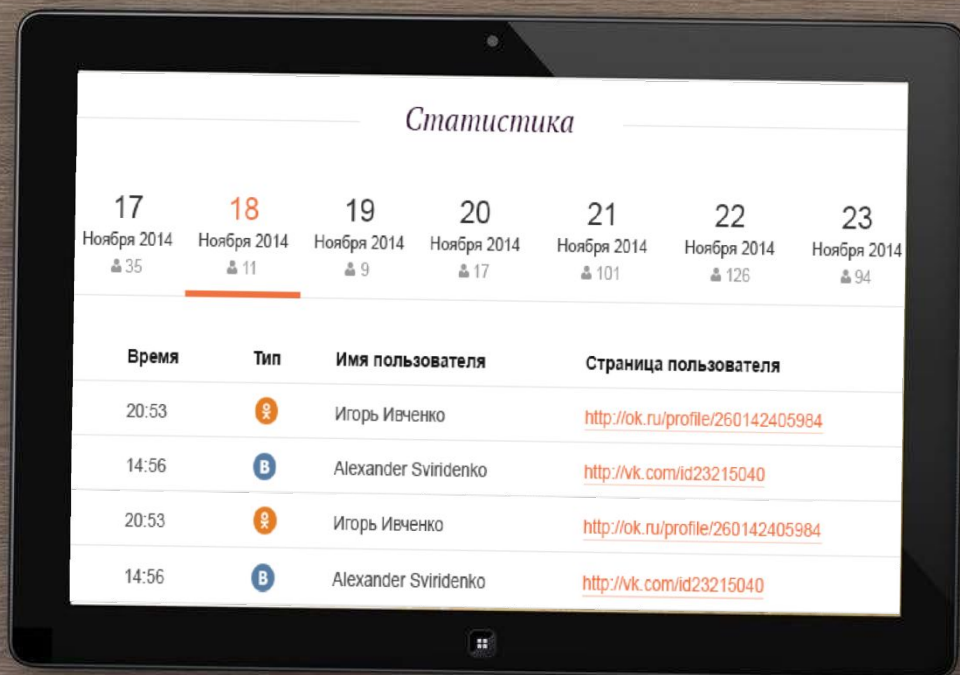 Статистика
17 18 19 20 21 22 23
Ноября 2014 Ноября 2014 Ноября 2014 Ноября 2014 Ноября 2014 Ноября 2014 Ноября 2014
35 11 9 17 101 126 94
Время Тип Имя пользователя Страница пользователя
20:53 Игорь Ивченко http://ok.ru/profile/260142405984
14:56 B Alexander Sviridenko http://vk.com/id23215040
20:53 Игорь Ивченко http://ok.ru/profile/260142405984
14:56 B Alexander Sviridenko http://vk.com/id23215040